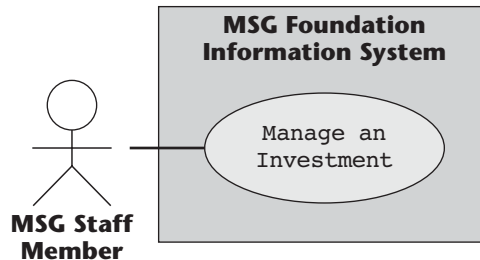 MSG Foundation
Information System
Manage an
Investment
MSG Staff
Member